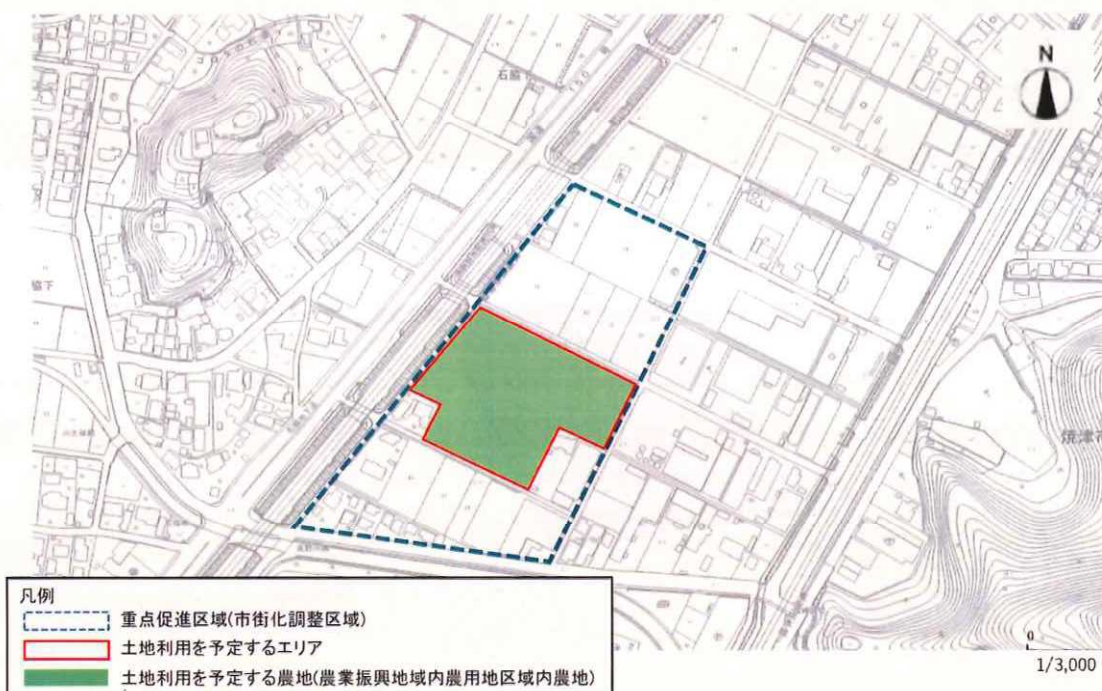 石脇
N
脇下
焼津市
凡例
重点促進区域(市街化調整区域)
土地利用を予定するエリア
土地利用を予定する農地(農業振興地域内農用地区域内農地)
0
1/3,000